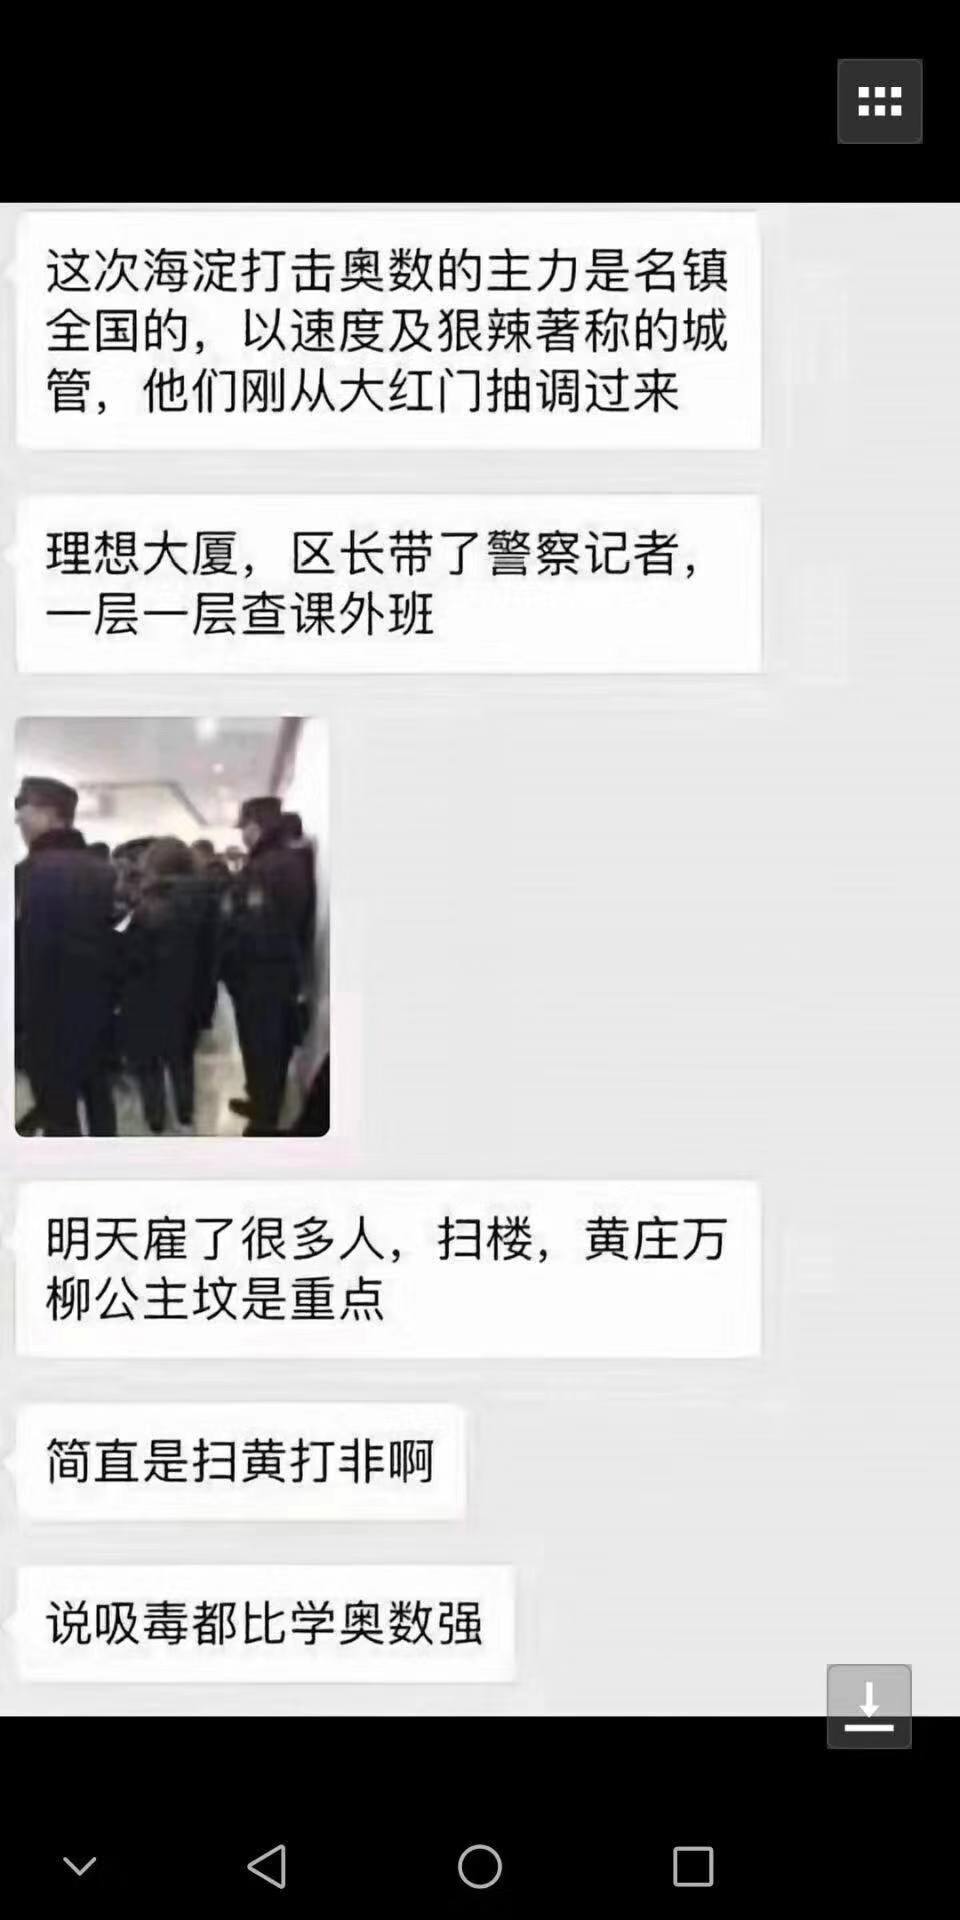 这次海淀打击奥数的主力是名镇
全国的，以速度及狠辣著称的城
管，他们刚从大红门抽调过来
理想大厦，区长带了警察记者，
一层一层查课外班
明天雇了很多人，扫楼，黄庄万
柳公主坟是重点
简直是扫黄打非啊
说吸毒都比学奥数强